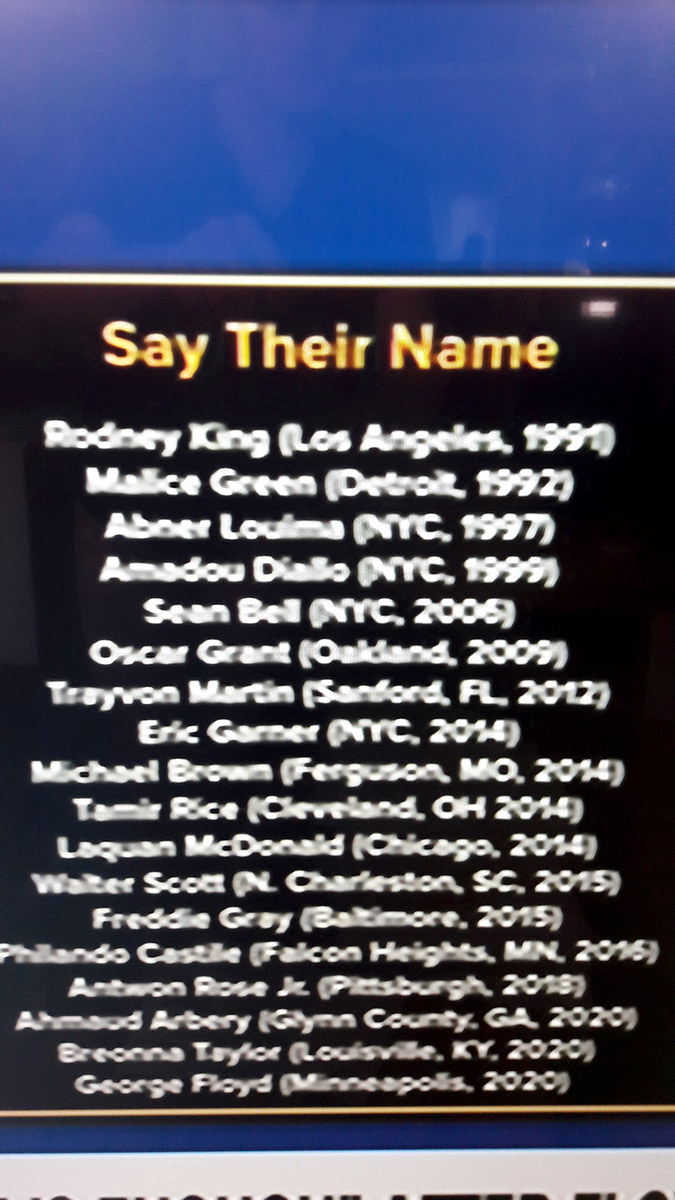 Say Their Name
Rodney King (Los Angeles, 1991)
Malice Green (Detroit, 1992)
Abner Louima (NYC, 1997)
Amadou Diallo (NYC, 1999)
Sean Bell (NYC, 2006)
Oscar Grant (Oakland, 2009)
Trayvon Martin (Sanford, FL, 2012)
Eric Garner (NYC, 2014)
Michael Brown (Ferguson, MO, 2014)
Tamir Rice (Cleveland, OH 2014)
Laquan McDonald (Chicago, 2014)
Walter Scott (N. Charleston, SC, 2015)
Freddie Gray (Baltimore, 2015)
Philando Castile (Falcon Heights, MN, 2016)
Antwon Rose Jr. (Pittsburgh, 2018)
Ahmaud Arbery (Glynn County, GA, 2020)
Breonna Taylor (Louisville, KY, 2020)
George Floyd (Minneapolis, 2020)